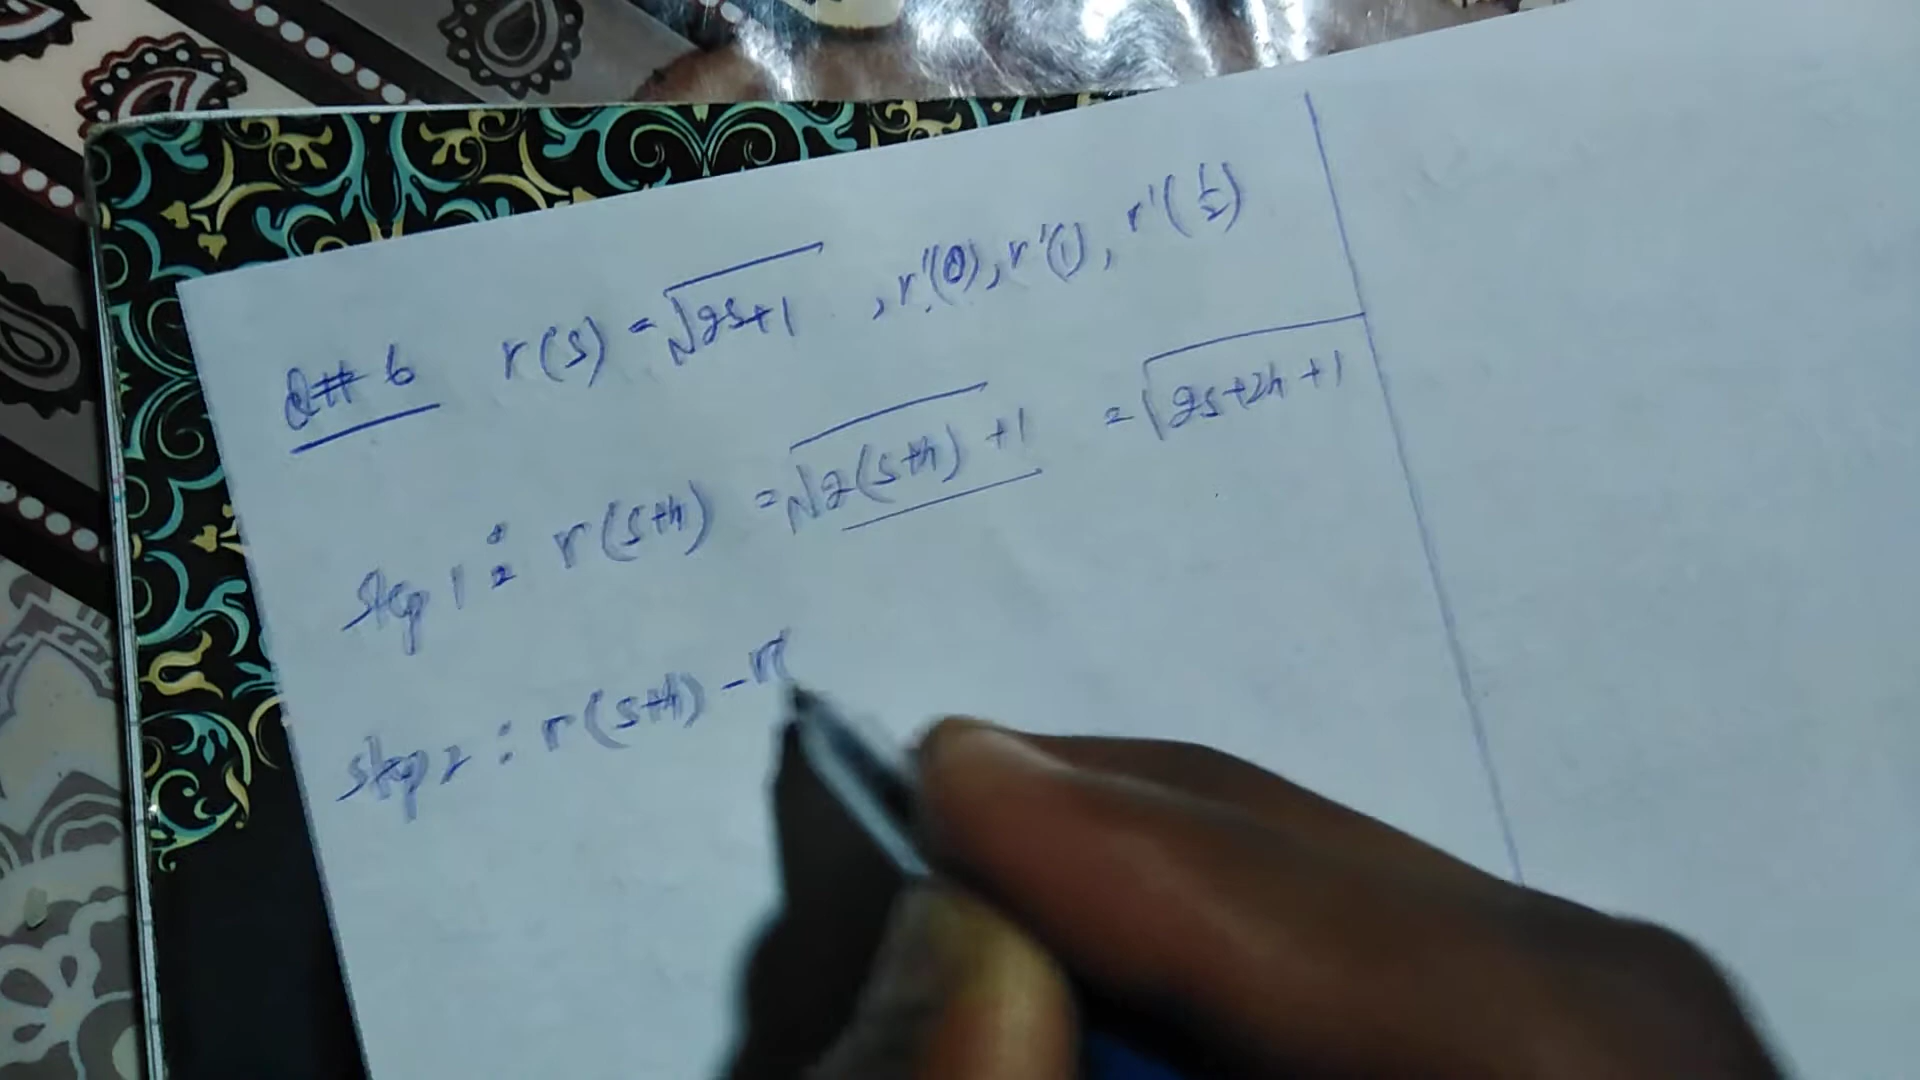 Q# 6 r(s) = √2s+1 , r'(0), r'(1), r'(1/2)
Step 1 : r(s+h) = √2(s+h) +1 = √2s+2h+1
Step 2 : r(s+h) - r(